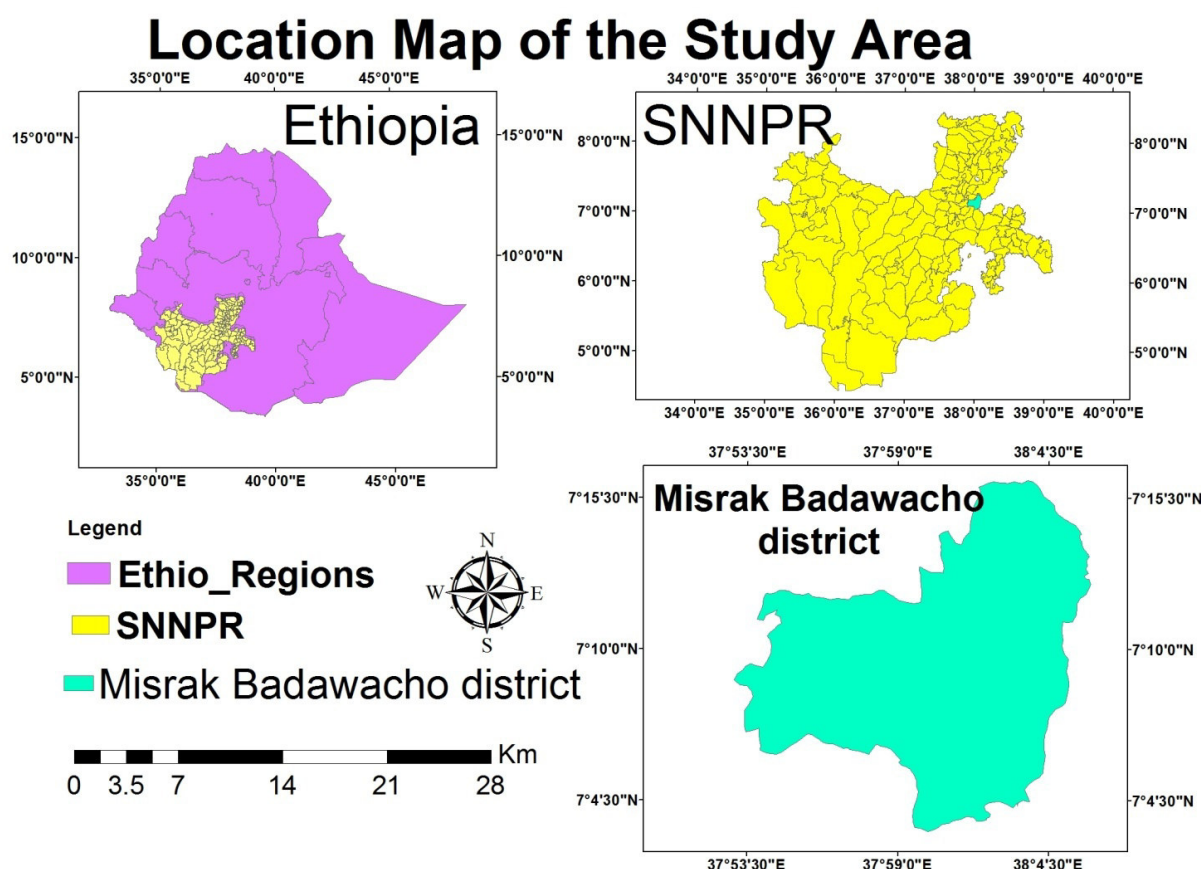 Location Map of the Study Area
35°0'0"E 40°0'0"E 45°0'0"E
Ethiopia
15°0'0"N 15°0'0"N
10°0'0"N 10°0'0"N
5°0'0"N 5°0'0"N
35°0'0"E 40°0'0"E 45°0'0"E
34°0'0"E 35°0'0"E 36°0'0"E 37°0'0"E 38°0'0"E 39°0'0"E 40°0'0"E
SNNPR
8°0'0"N 8°0'0"N
7°0'0"N 7°0'0"N
6°0'0"N 6°0'0"N
5°0'0"N 5°0'0"N
34°0'0"E 35°0'0"E 36°0'0"E 37°0'0"E 38°0'0"E 39°0'0"E 40°0'0"E
Legend
Ethio_Regions
SNNPR
Misrak Badawacho district
N
W E
S
Km
0 3.5 7 14 21 28
37°53'30"E 37°59'0"E 38°4'30"E
Misrak Badawacho
district
7°15'30"N 7°15'30"N
7°10'0"N 7°10'0"N
7°4'30"N 7°4'30"N
37°53'30"E 37°59'0"E 38°4'30"E